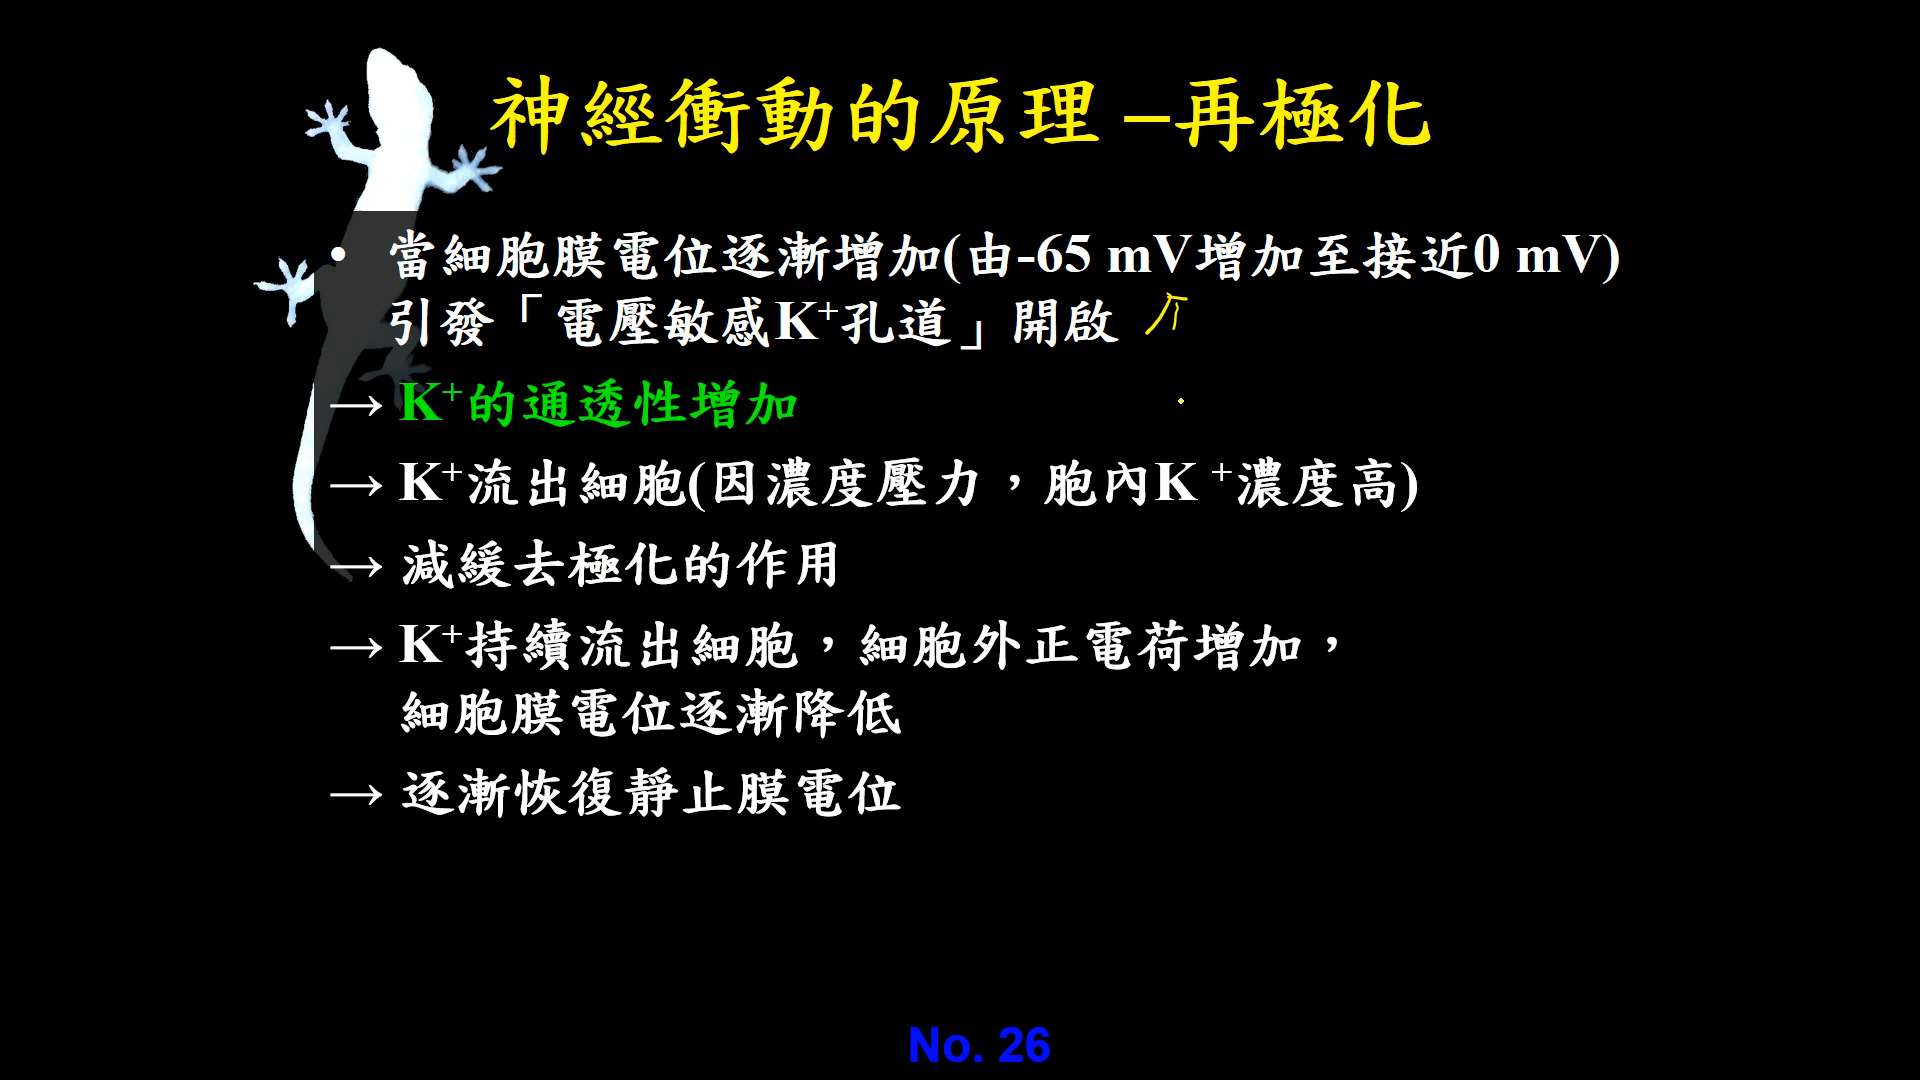 神經衝動的原理 –再極化
• 當細胞膜電位逐漸增加(由-65 mV增加至接近0 mV)
引發「電壓敏感K+孔道」開啟
→ K+的通透性增加
→ K+流出細胞(因濃度壓力，胞內K +濃度高)
→ 減緩去極化的作用
→ K+持續流出細胞，細胞外正電荷增加，
細胞膜電位逐漸降低
→ 逐漸恢復靜止膜電位
No. 26